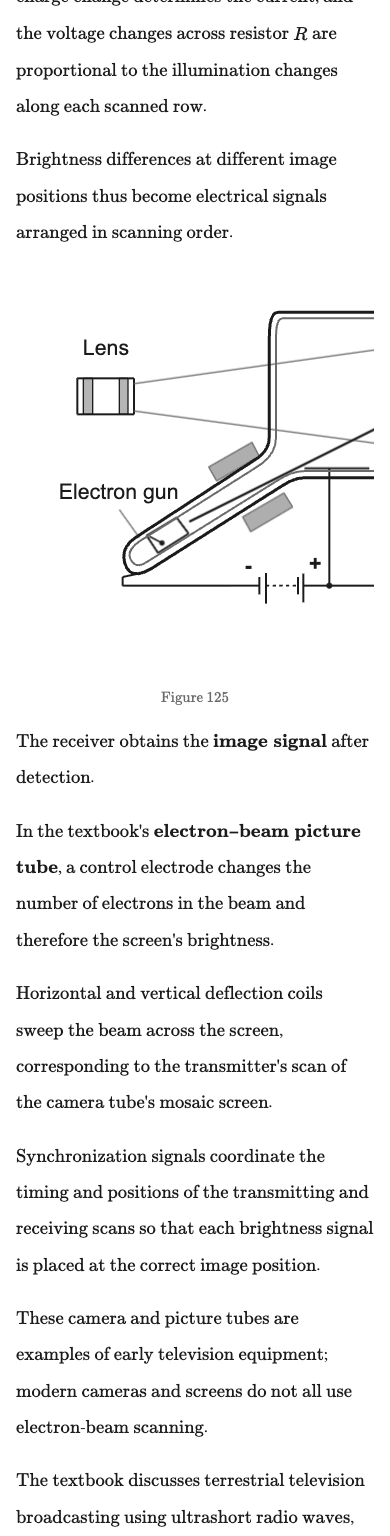 the voltage changes across resistor R are
proportional to the illumination changes
along each scanned row.
Brightness differences at different image
positions thus become electrical signals
arranged in scanning order.
Lens
Electron gun
- +
Figure 125
The receiver obtains the image signal after
detection.
In the textbook's electron-beam picture
tube, a control electrode changes the
number of electrons in the beam and
therefore the screen's brightness.
Horizontal and vertical deflection coils
sweep the beam across the screen,
corresponding to the transmitter's scan of
the camera tube's mosaic screen.
Synchronization signals coordinate the
timing and positions of the transmitting and
receiving scans so that each brightness signal
is placed at the correct image position.
These camera and picture tubes are
examples of early television equipment;
modern cameras and screens do not all use
electron-beam scanning.
The textbook discusses terrestrial television
broadcasting using ultrashort radio waves,